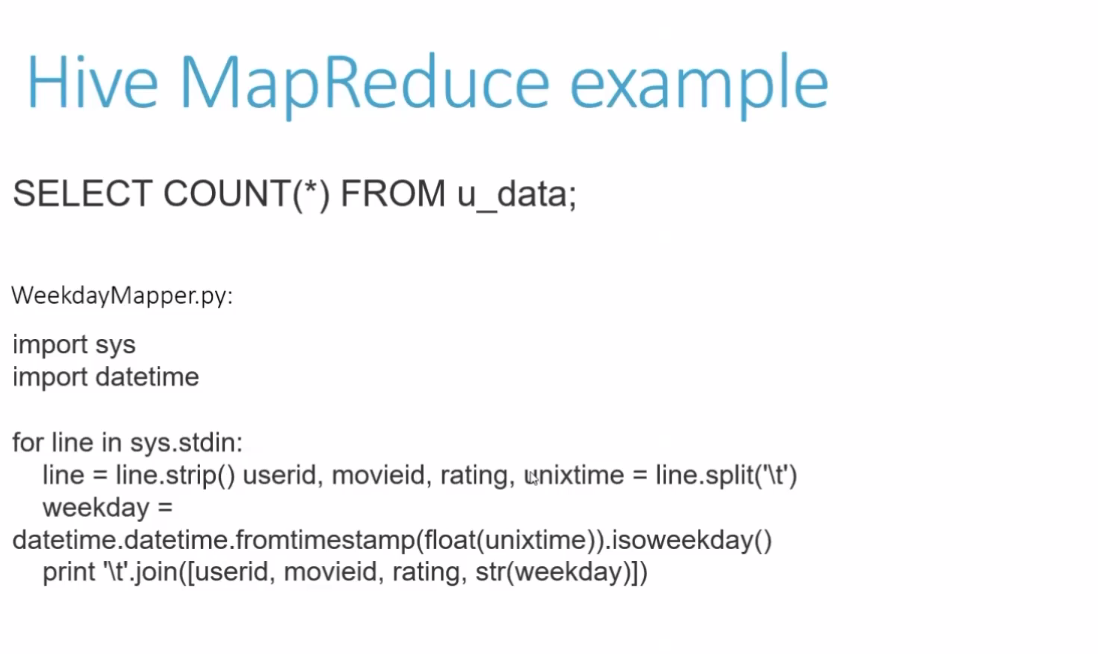 Hive MapReduce example
SELECT COUNT(*) FROM u_data;
WeekdayMapper.py:
import sys
import datetime
for line in sys.stdin:
line = line.strip() userid, movieid, rating, unixtime = line.split('\t')
weekday =
datetime.datetime.fromtimestamp(float(unixtime)).isoweekday()
print '\t'.join([userid, movieid, rating, str(weekday)])